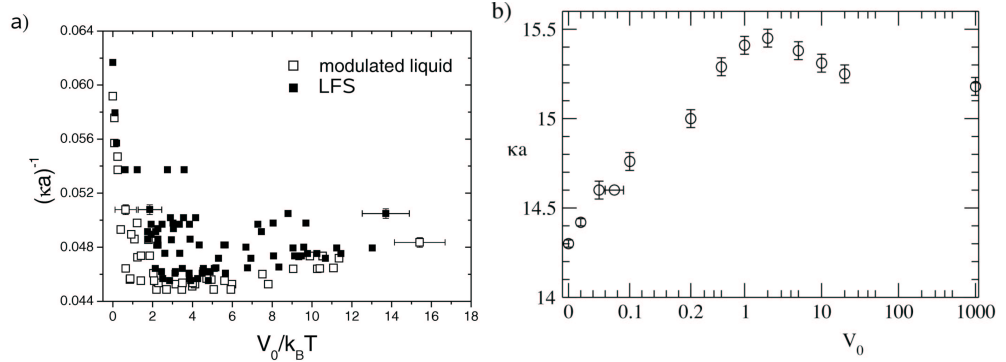 a)
0.064
0.060
0.056
0.052
0.048
0.044
(κa)⁻¹
modulated liquid
LFS
0 2 4 6 8 10 12 14 16 18
V₀/k_BT
b)
15.5
15
14.5
14
κa
0 0.1 0.2 1 10 100 1000
V₀